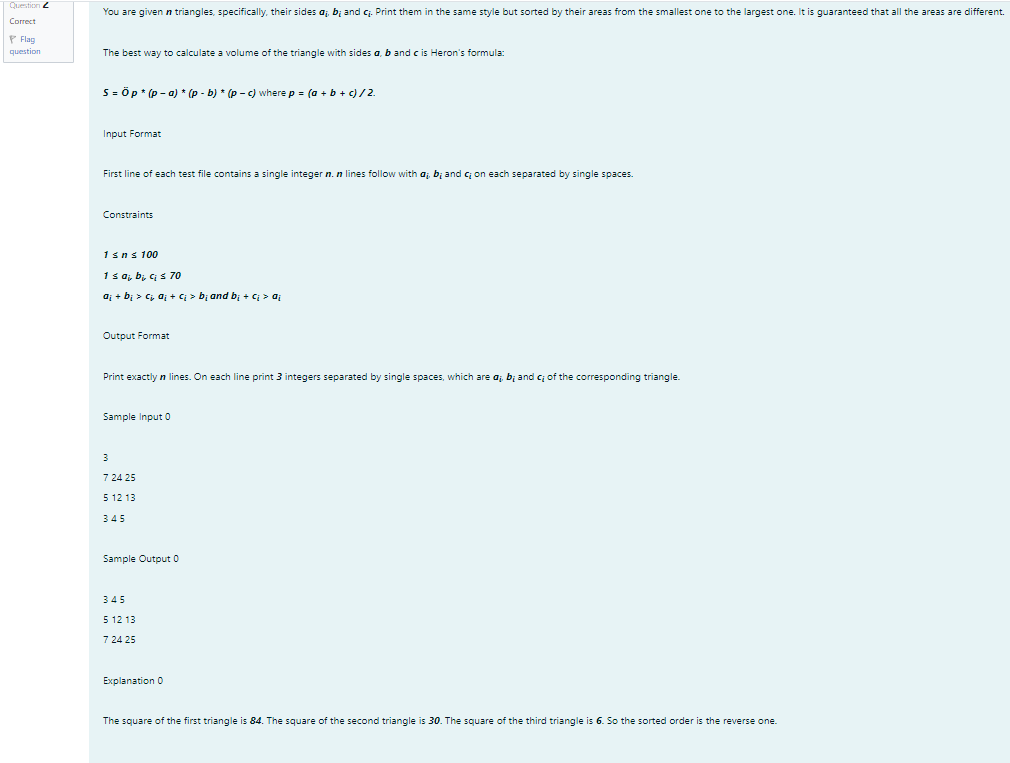 Question 2
Correct
Flag
question
You are given n triangles, specifically, their sides ai, bi and ci. Print them in the same style but sorted by their areas from the smallest one to the largest one. It is guaranteed that all the areas are different.
The best way to calculate a volume of the triangle with sides a, b and c is Heron's formula:
S = Ö p * (p – a) * (p - b) * (p – c) where p = (a + b + c) / 2.
Input Format
First line of each test file contains a single integer n. n lines follow with ai, bi and ci on each separated by single spaces.
Constraints
1 ≤ n ≤ 100
1 ≤ ai, bi, ci ≤ 70
ai + bi > ci, ai + ci > bi and bi + ci > ai
Output Format
Print exactly n lines. On each line print 3 integers separated by single spaces, which are ai, bi and ci of the corresponding triangle.
Sample Input 0
3
7 24 25
5 12 13
3 4 5
Sample Output 0
3 4 5
5 12 13
7 24 25
Explanation 0
The square of the first triangle is 84. The square of the second triangle is 30. The square of the third triangle is 6. So the sorted order is the reverse one.